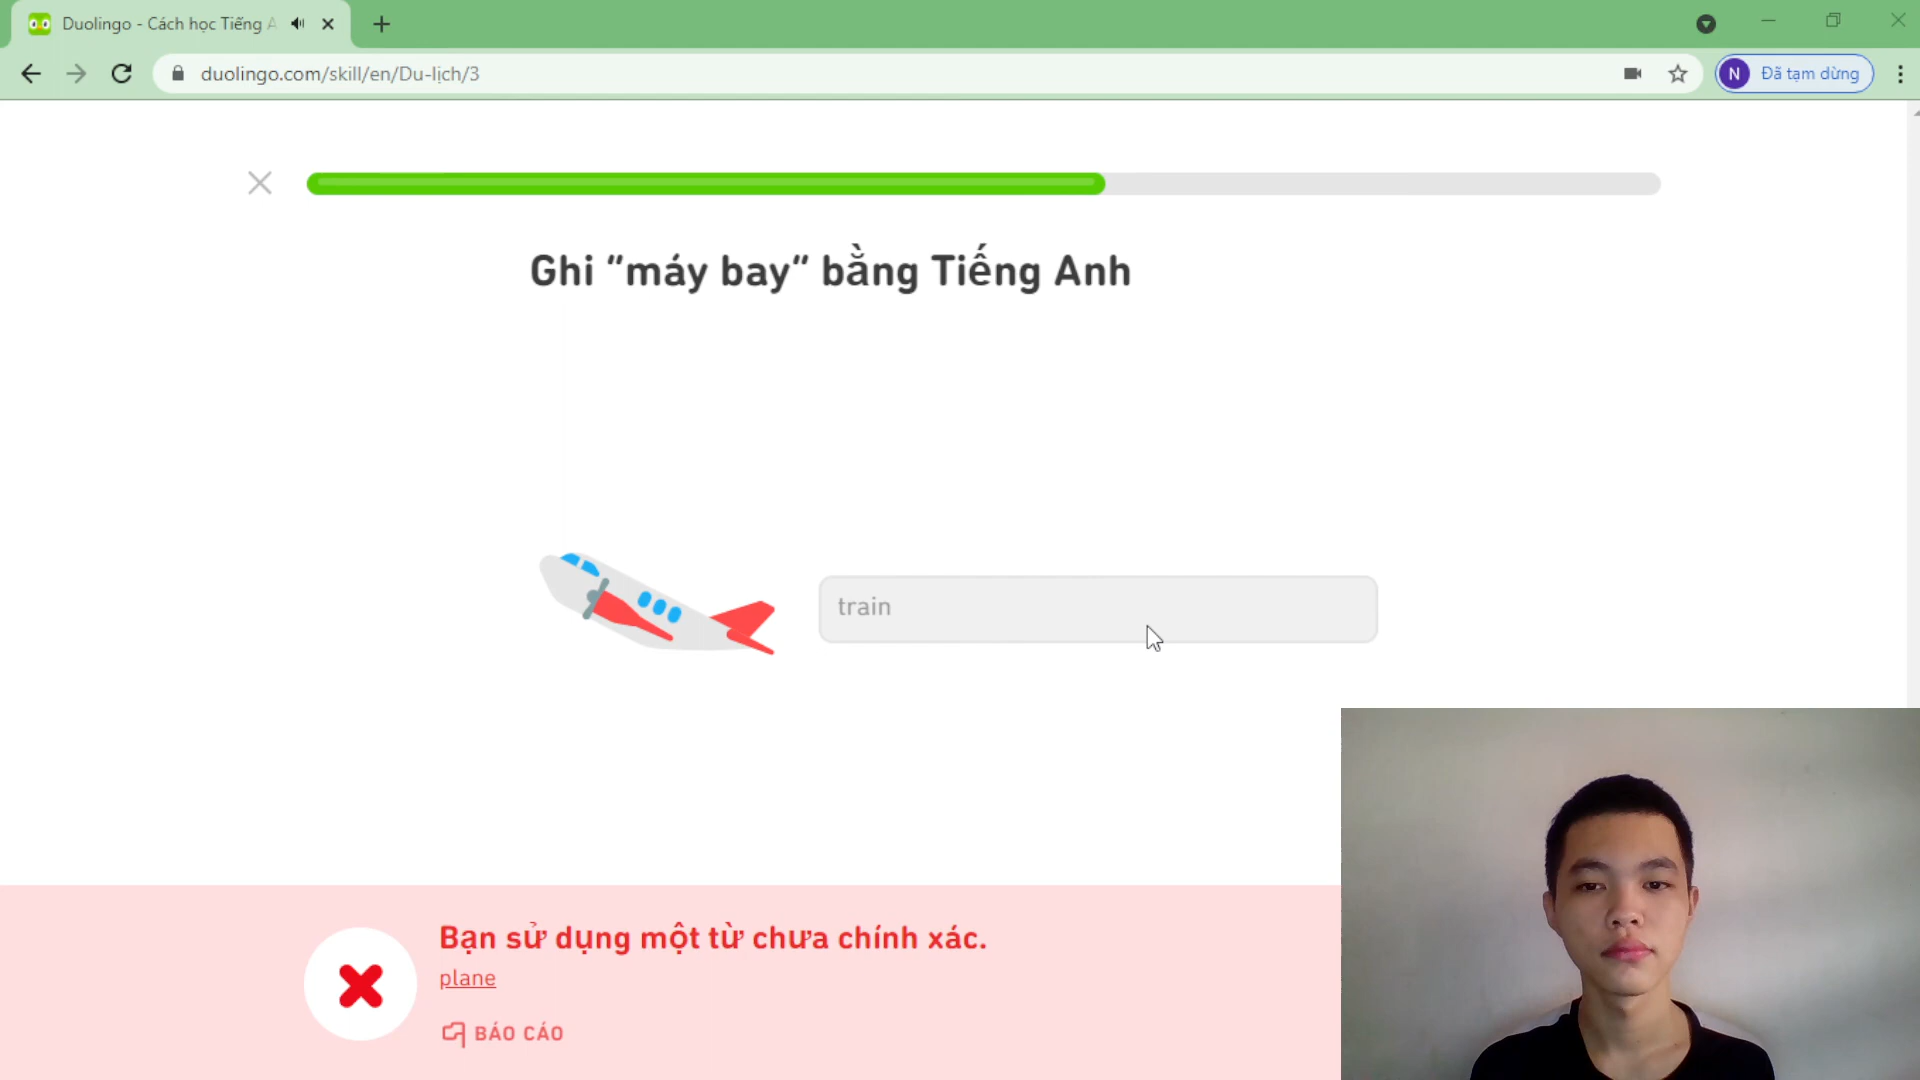 Duolingo - Cách học Tiếng A
duolingo.com/skill/en/Du-lịch/3
N Đã tạm dừng
Ghi “máy bay” bằng Tiếng Anh
train
Bạn sử dụng một từ chưa chính xác.
plane
BÁO CÁO